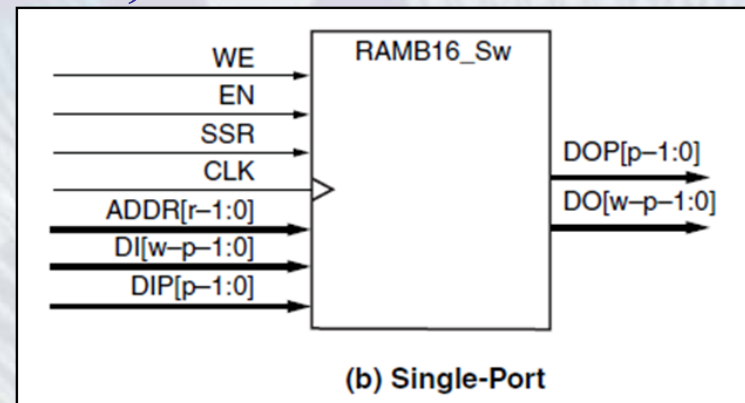 RAMB16_Sw
WE
EN
SSR
CLK
ADDR[r–1:0]
DI[w–p–1:0]
DIP[p–1:0]
DOP[p–1:0]
DO[w–p–1:0]
(b) Single-Port